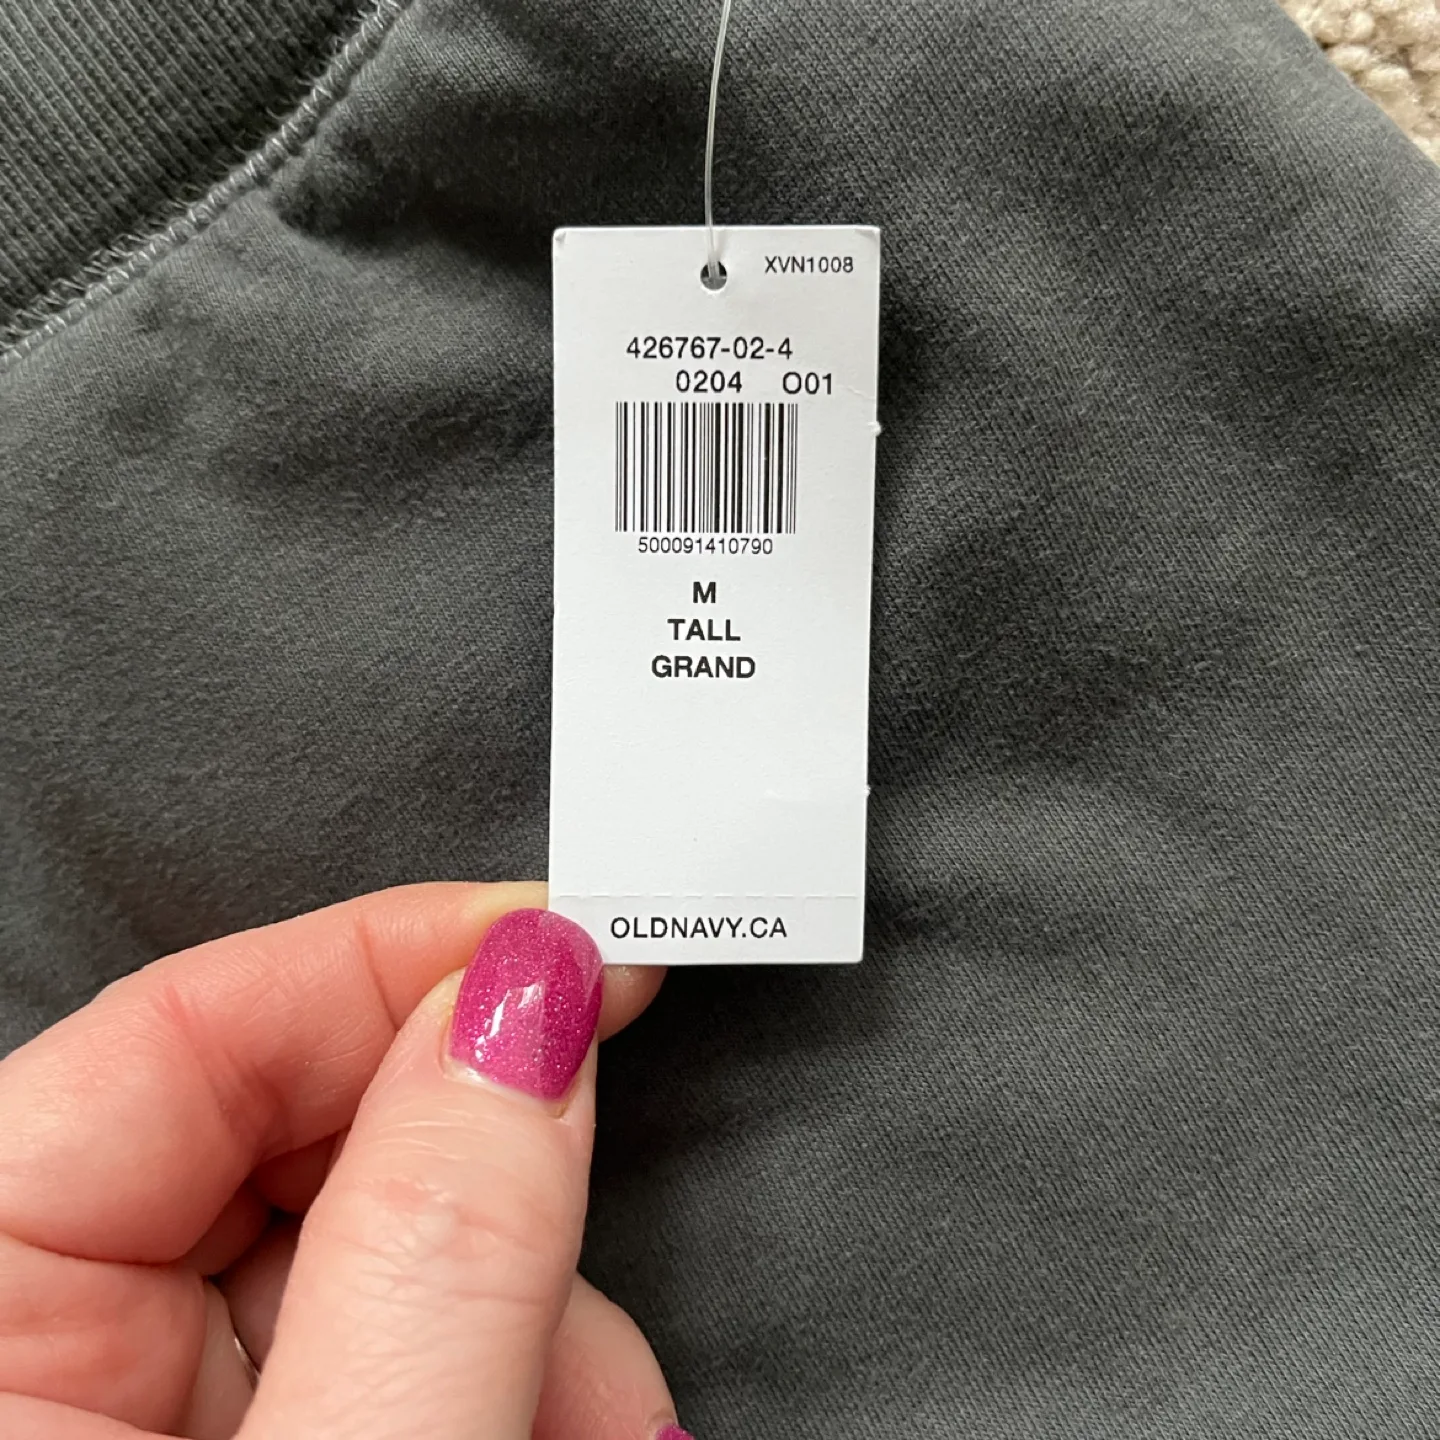 XVN1008
426767-02-4
0204 O01
500091410790
M
TALL
GRAND
OLDNAVY.CA